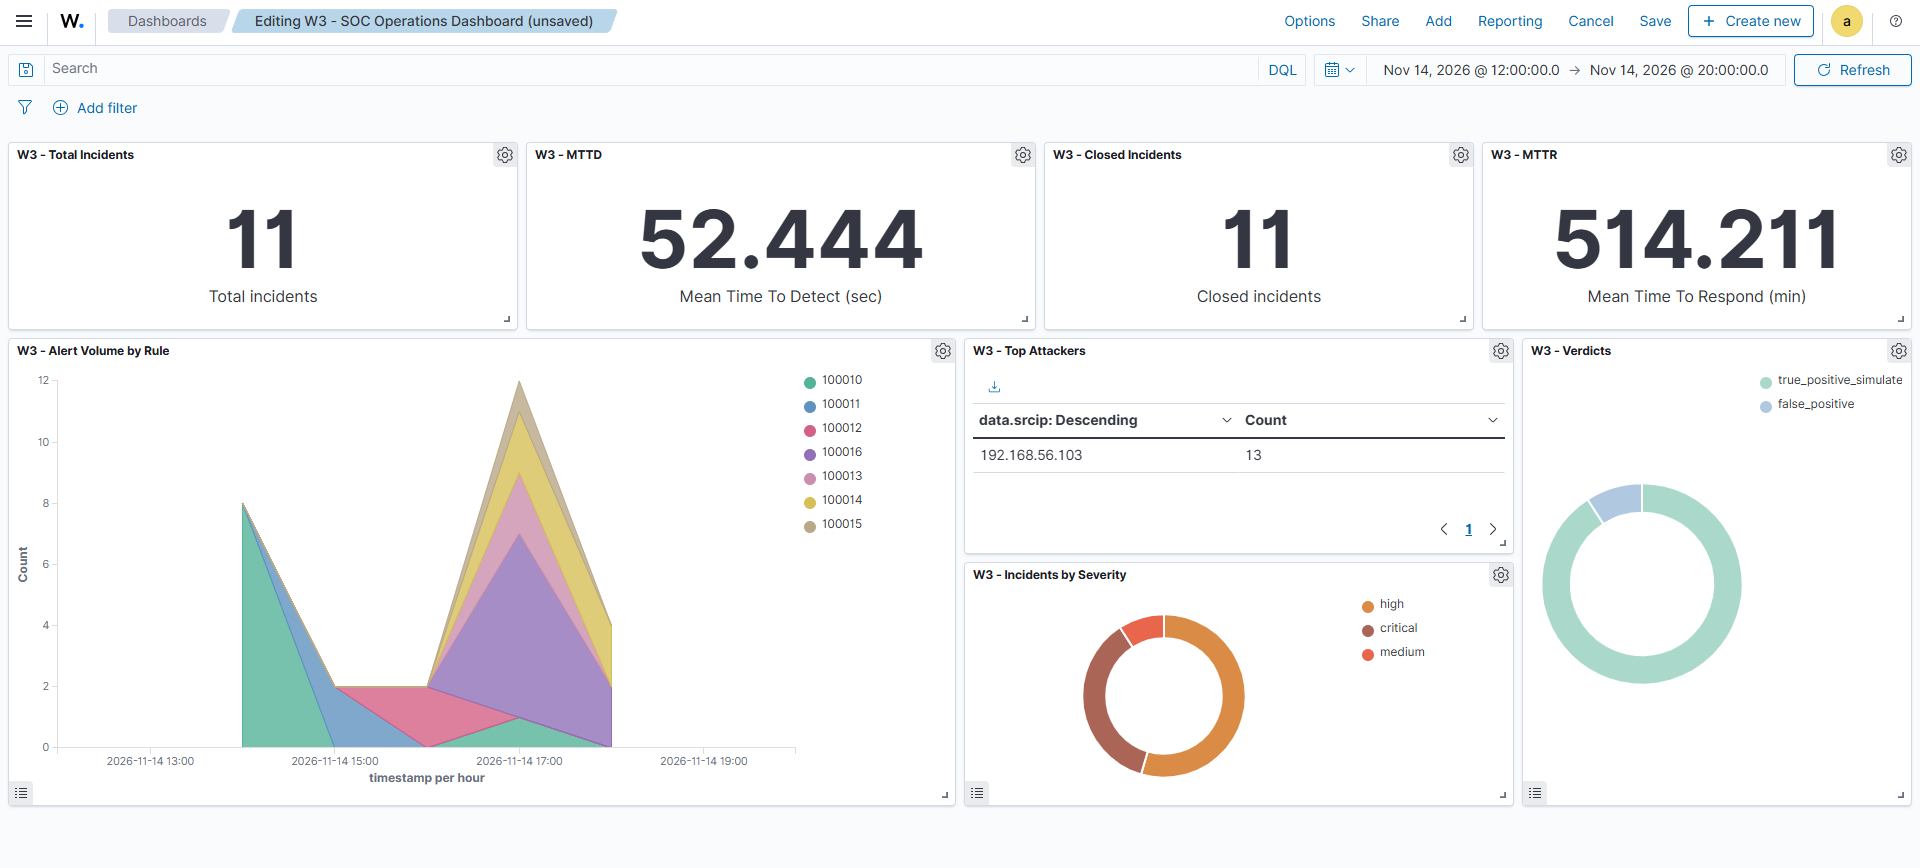 W.
Dashboards
Editing W3 - SOC Operations Dashboard (unsaved)
Options
Share
Add
Reporting
Cancel
Save
Create new
a
Search
DQL
Nov 14, 2026 @ 12:00:00.0 → Nov 14, 2026 @ 20:00:00.0
Refresh
Add filter
W3 - Total Incidents
11
Total incidents
W3 - MTTD
52.444
Mean Time To Detect (sec)
W3 - Closed Incidents
11
Closed incidents
W3 - MTTR
514.211
Mean Time To Respond (min)
W3 - Alert Volume by Rule
12
10
8
6
4
2
0
Count
2026-11-14 13:00
2026-11-14 15:00
2026-11-14 17:00
2026-11-14 19:00
timestamp per hour
100010
100011
100012
100016
100013
100014
100015
W3 - Top Attackers
data.srcip: Descending
Count
192.168.56.103
13
1
W3 - Incidents by Severity
high
critical
medium
W3 - Verdicts
true_positive_simulate
false_positive